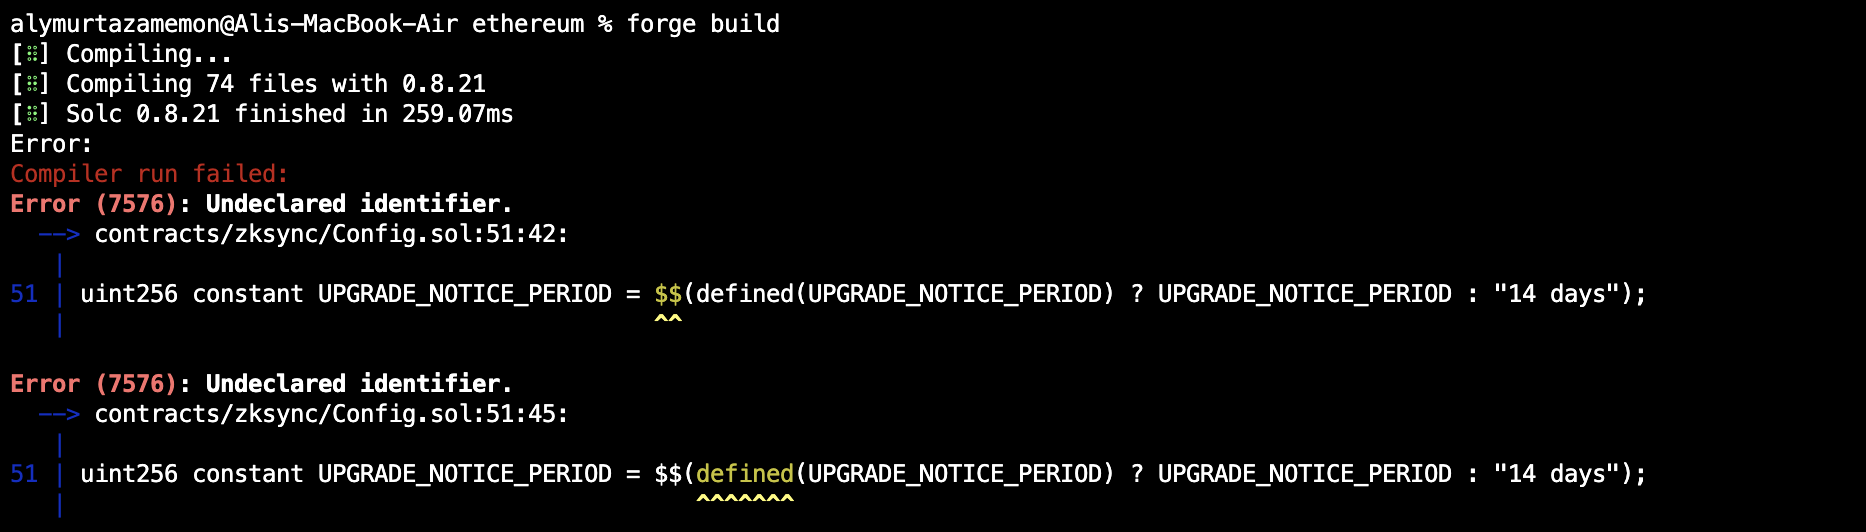 alymurtazamemon@Alis-MacBook-Air ethereum % forge build
[⠿] Compiling...
[⠿] Compiling 74 files with 0.8.21
[⠿] Solc 0.8.21 finished in 259.07ms
Error:
Compiler run failed:
Error (7576): Undeclared identifier.
--> contracts/zksync/Config.sol:51:42:
|
51 | uint256 constant UPGRADE_NOTICE_PERIOD = $$(defined(UPGRADE_NOTICE_PERIOD) ? UPGRADE_NOTICE_PERIOD : "14 days");
| ^^
Error (7576): Undeclared identifier.
--> contracts/zksync/Config.sol:51:45:
|
51 | uint256 constant UPGRADE_NOTICE_PERIOD = $$(defined(UPGRADE_NOTICE_PERIOD) ? UPGRADE_NOTICE_PERIOD : "14 days");
| ^^^^^^^